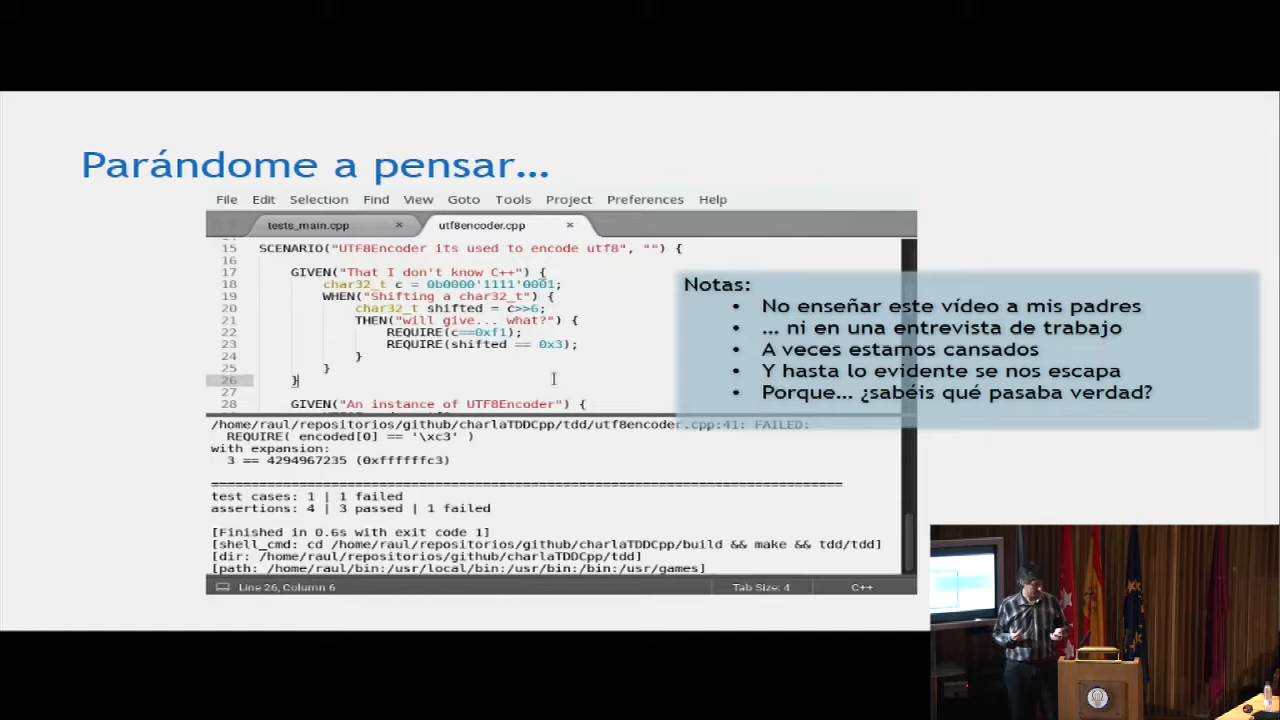 Parándome a pensar...
File Edit Selection Find View Goto Tools Project Preferences Help
tests_main.cpp × utf8encoder.cpp ×
15 SCENARIO("UTF8Encoder its used to encode utf8", "") {
16
17 GIVEN("That I don't know C++") {
18 char32_t c = 0b0000'1111'0001;
19 WHEN("Shifting a char32_t") {
20 char32_t shifted = c>>6;
21 THEN("will give... what?") {
22 REQUIRE(c==0xf1);
23 REQUIRE(shifted == 0x3);
24 }
25 }
26 }
27
28 GIVEN("An instance of UTF8Encoder") {
Notas:
• No enseñar este vídeo a mis padres
• ... ni en una entrevista de trabajo
• A veces estamos cansados
• Y hasta lo evidente se nos escapa
• Porque... ¿sabéis qué pasaba verdad?
/home/raul/repositorios/github/charlaTDDCpp/tdd/utf8encoder.cpp:41: FAILED:
REQUIRE( encoded[0] == '\xc3' )
with expansion:
3 == 4294967235 (0xffffffc3)
===============================================================================
test cases: 1 | 1 failed
assertions: 4 | 3 passed | 1 failed
[Finished in 0.6s with exit code 1]
[shell_cmd: cd /home/raul/repositorios/github/charlaTDDCpp/build && make && tdd/tdd]
[dir: /home/raul/repositorios/github/charlaTDDCpp/tdd]
[path: /home/raul/bin:/usr/local/bin:/usr/bin:/bin:/usr/games]
Line 26, Column 6 Tab Size: 4 C++